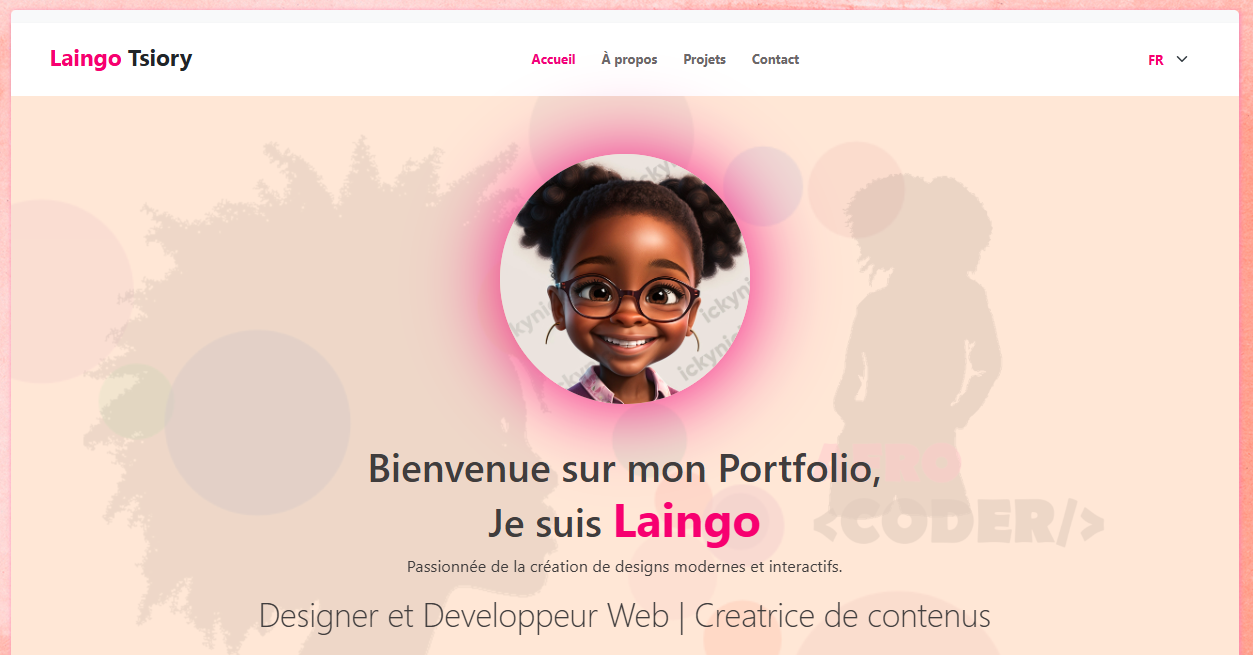 Laingo Tsiory
Accueil À propos Projets Contact
FR
ickyni
Bienvenue sur mon Portfolio,
Je suis Laingo
Passionnée de la création de designs modernes et interactifs.
Designer et Developpeur Web | Creatrice de contenus
<CODER/>